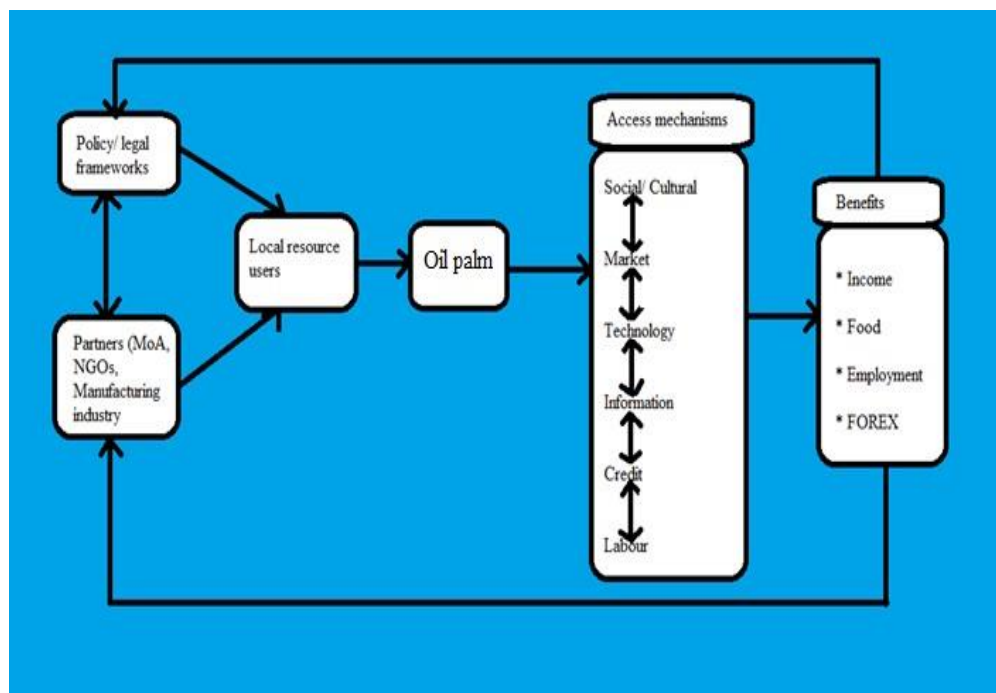 Policy/ legal
frameworks
Partners (MoA,
NGOs,
Manufacturing
industry
Local resource
users
Oil palm
Access mechanisms
Social/ Cultural
Market
Technology
Information
Credit
Labour
Benefits
* Income
* Food
* Employment
* FOREX